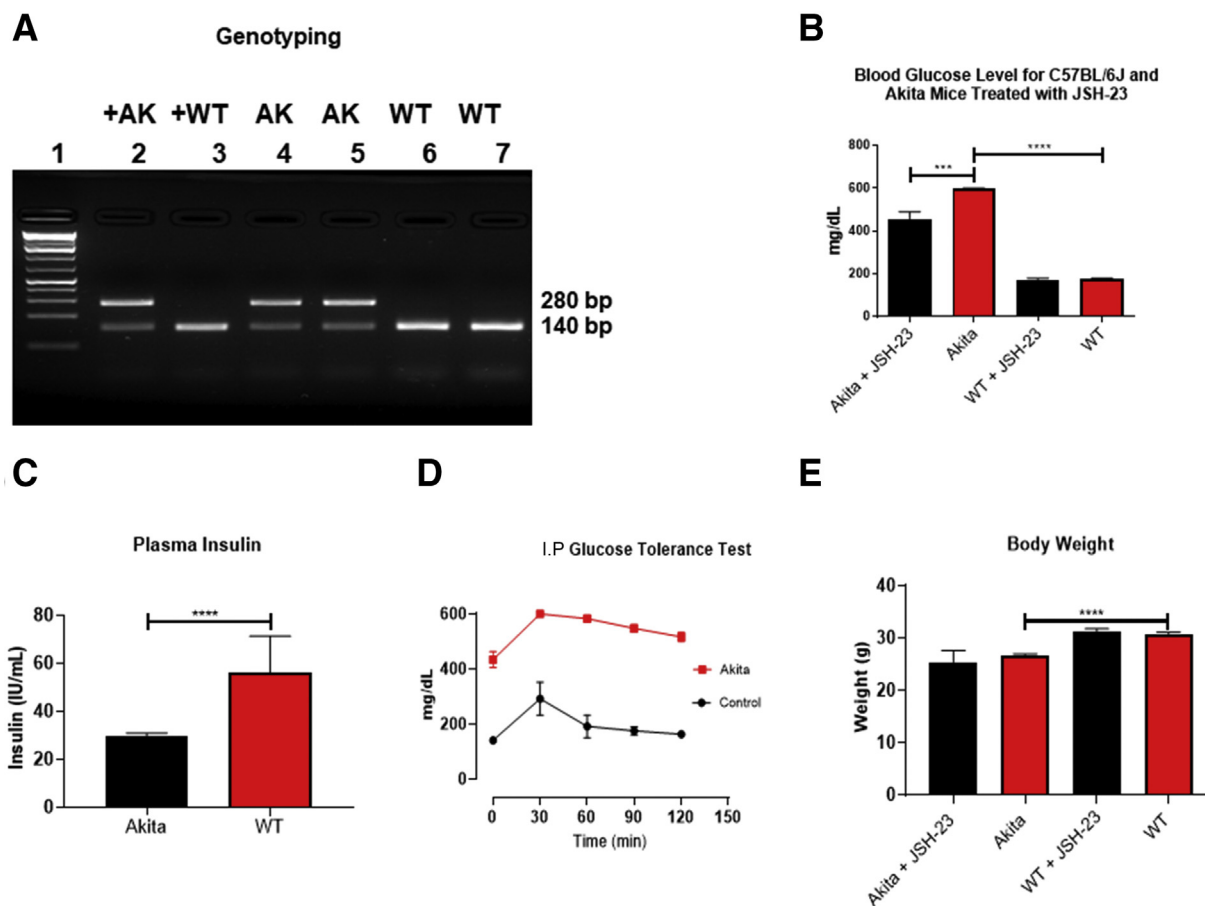 A
Genotyping
+AK +WT AK AK WT WT
1 2 3 4 5 6 7
280 bp
140 bp
B
Blood Glucose Level for C57BL/6J and
Akita Mice Treated with JSH-23
mg/dL
800
600
400
200
0
***
****
Akita + JSH-23
Akita
WT + JSH-23
WT
C
Plasma Insulin
Insulin (IU/mL)
80
60
40
20
0
****
Akita
WT
D
I.P Glucose Tolerance Test
mg/dL
600
400
200
0
0 30 60 90 120 150
Time (min)
Akita
Control
E
Body Weight
Weight (g)
40
30
20
10
0
****
Akita + JSH-23
Akita
WT + JSH-23
WT